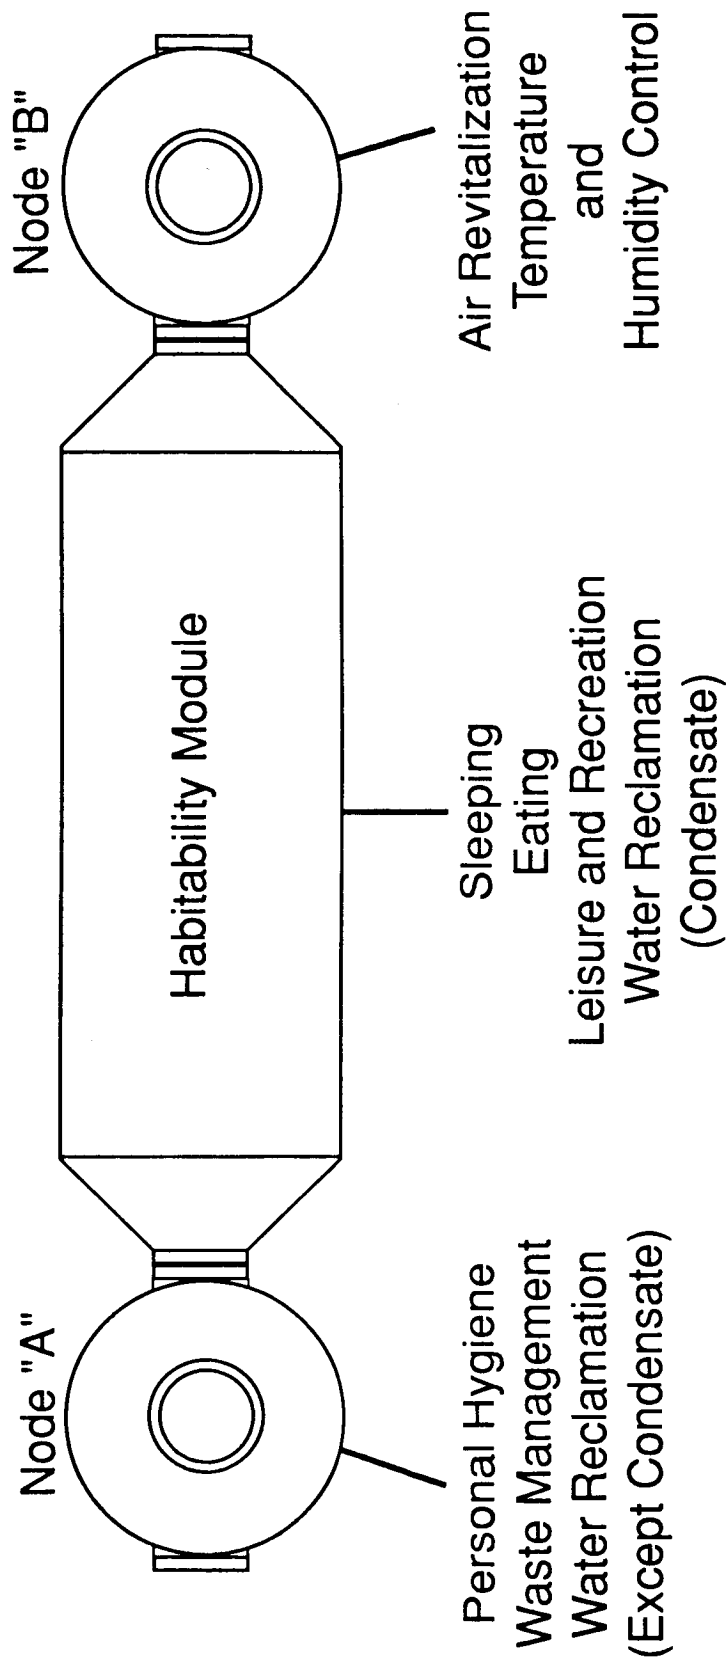 Node "A"
Node "B"
Habitability Module
Personal Hygiene
Waste Management
Water Reclamation
(Except Condensate)
Sleeping
Eating
Leisure and Recreation
Water Reclamation
(Condensate)
Air Revitalization
Temperature
and
Humidity Control